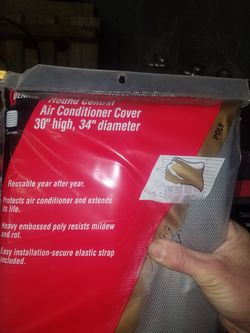 Round Central
Air Conditioner Cover
30" high, 34" diameter
POLY
Reusable year after year.
Protects air conditioner and extends
its life.
Heavy embossed poly resists mildew
and rot.
Easy installation-secure elastic strap
included.